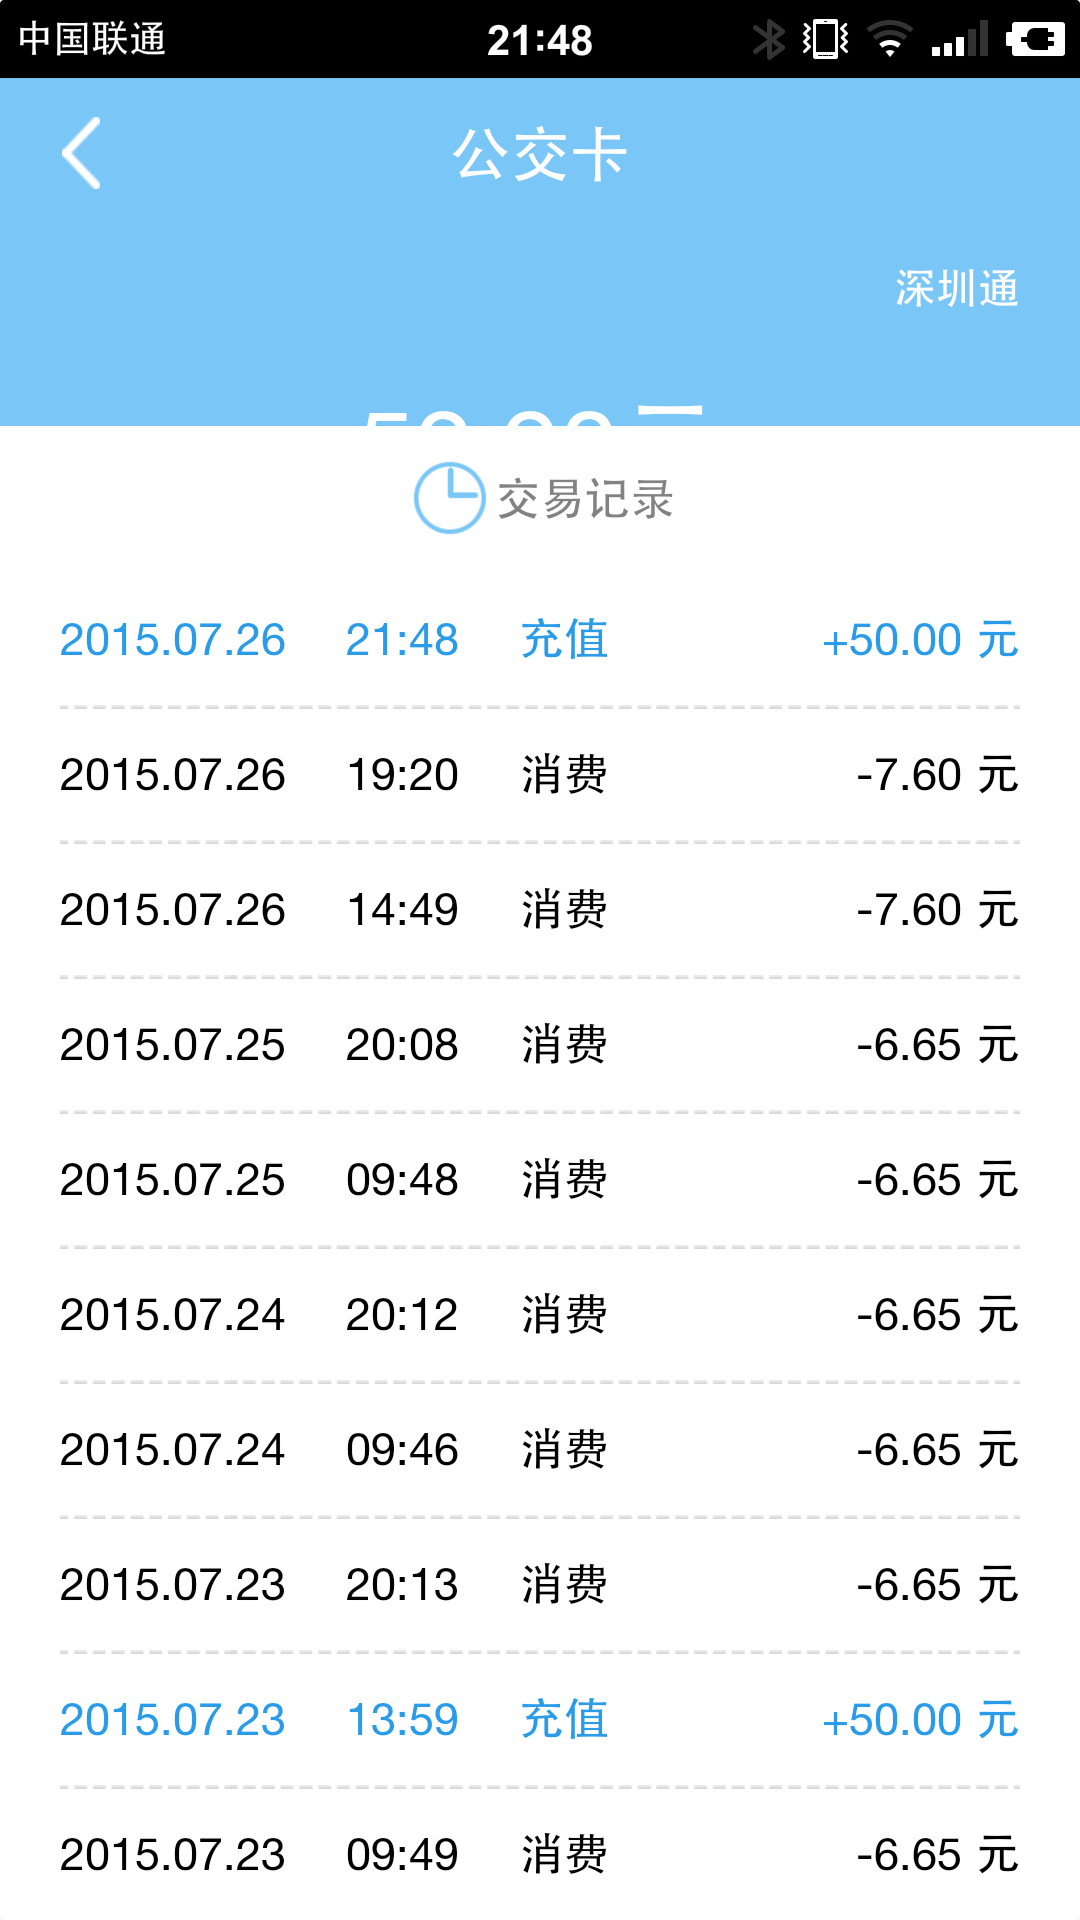 中国联通 21:48
公交卡
深圳通
交易记录
2015.07.26 21:48 充值 +50.00 元
2015.07.26 19:20 消费 -7.60 元
2015.07.26 14:49 消费 -7.60 元
2015.07.25 20:08 消费 -6.65 元
2015.07.25 09:48 消费 -6.65 元
2015.07.24 20:12 消费 -6.65 元
2015.07.24 09:46 消费 -6.65 元
2015.07.23 20:13 消费 -6.65 元
2015.07.23 13:59 充值 +50.00 元
2015.07.23 09:49 消费 -6.65 元